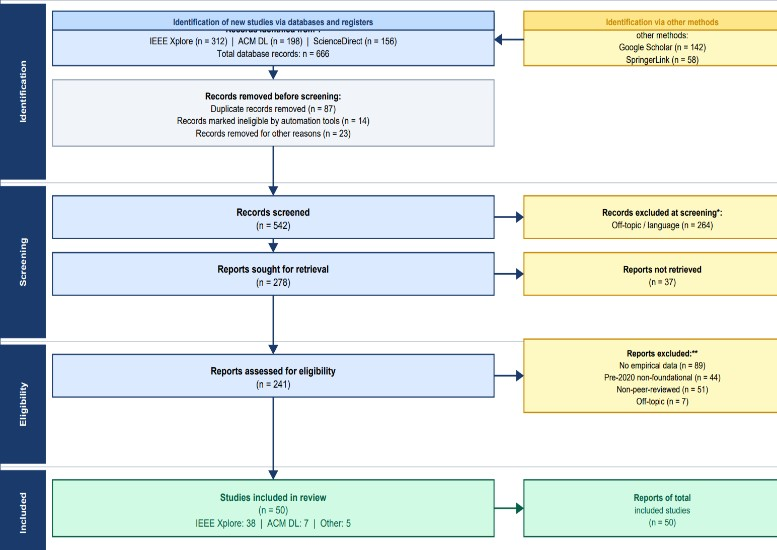 Identification of new studies via databases and registers
Identification via other methods
Records identified from*:
IEEE Xplore (n = 312) | ACM DL (n = 198) | ScienceDirect (n = 156)
Total database records: n = 666
other methods:
Google Scholar (n = 142)
SpringerLink (n = 58)
Identification
Records removed before screening:
Duplicate records removed (n = 87)
Records marked ineligible by automation tools (n = 14)
Records removed for other reasons (n = 23)
Screening
Records screened
(n = 542)
Records excluded at screening*:
Off-topic / language (n = 264)
Reports sought for retrieval
(n = 278)
Reports not retrieved
(n = 37)
Eligibility
Reports assessed for eligibility
(n = 241)
Reports excluded:**
No empirical data (n = 89)
Pre-2020 non-foundational (n = 44)
Non-peer-reviewed (n = 51)
Off-topic (n = 7)
Included
Studies included in review
(n = 50)
IEEE Xplore: 38 | ACM DL: 7 | Other: 5
Reports of total
included studies
(n = 50)